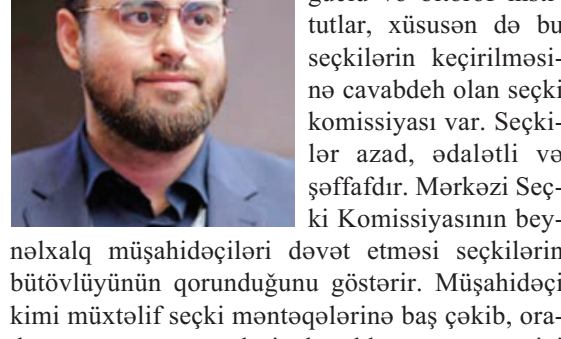 tutlar, xüsusən də bu
seçkilərin keçirilməsi-
nə cavabdeh olan seçki
komissiyası var. Seçki-
lər azad, ədalətli və
şəffafdır. Mərkəzi Seç-
ki Komissiyasının bey-
nəlxalq müşahidəçiləri dəvət etməsi seçkilərin
bütövlüyünün qorunduğunu göstərir. Müşahidəçi
kimi müxtəlif seçki məntəqələrinə baş çəkib, ora-